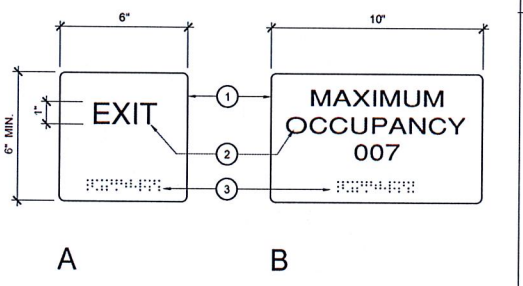 6" 10"
1 MAXIMUM
1" EXIT OCCUPANCY
6" MIN. 2 007
3
A B